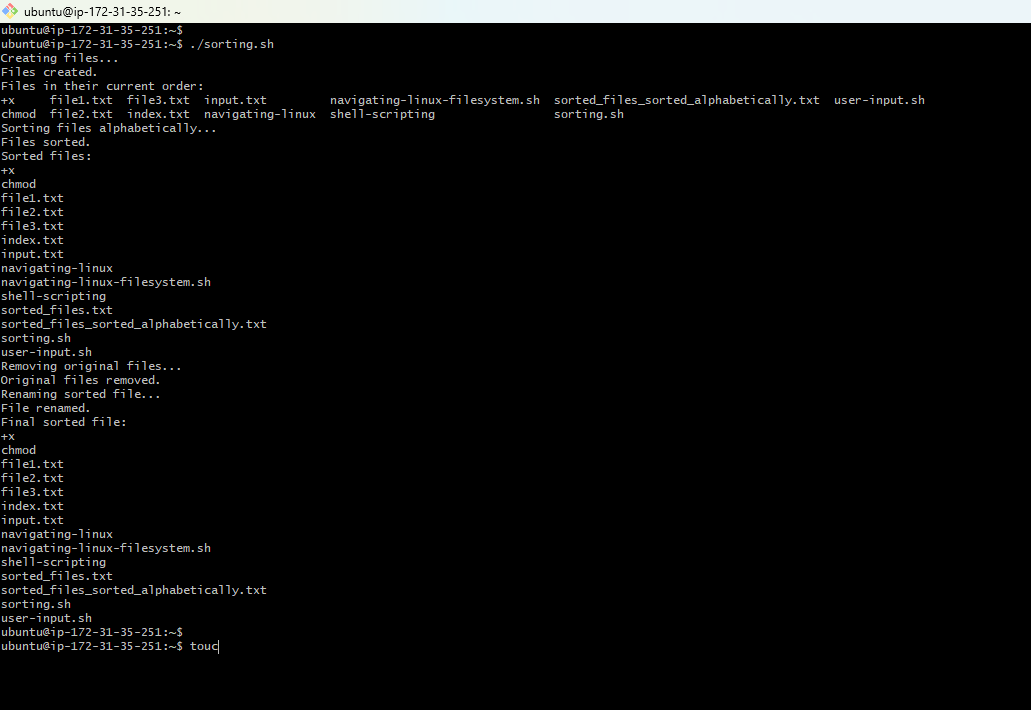 ubuntu@ip-172-31-35-251: ~
ubuntu@ip-172-31-35-251:~$
ubuntu@ip-172-31-35-251:~$ ./sorting.sh
Creating files...
Files created.
Files in their current order:
+x     file1.txt  file3.txt  input.txt         navigating-linux-filesystem.sh  sorted_files_sorted_alphabetically.txt  user-input.sh
chmod  file2.txt  index.txt  navigating-linux  shell-scripting                 sorting.sh
Sorting files alphabetically...
Files sorted.
Sorted files:
+x
chmod
file1.txt
file2.txt
file3.txt
index.txt
input.txt
navigating-linux
navigating-linux-filesystem.sh
shell-scripting
sorted_files.txt
sorted_files_sorted_alphabetically.txt
sorting.sh
user-input.sh
Removing original files...
Original files removed.
Renaming sorted file...
File renamed.
Final sorted file:
+x
chmod
file1.txt
file2.txt
file3.txt
index.txt
input.txt
navigating-linux
navigating-linux-filesystem.sh
shell-scripting
sorted_files.txt
sorted_files_sorted_alphabetically.txt
sorting.sh
user-input.sh
ubuntu@ip-172-31-35-251:~$
ubuntu@ip-172-31-35-251:~$ touc